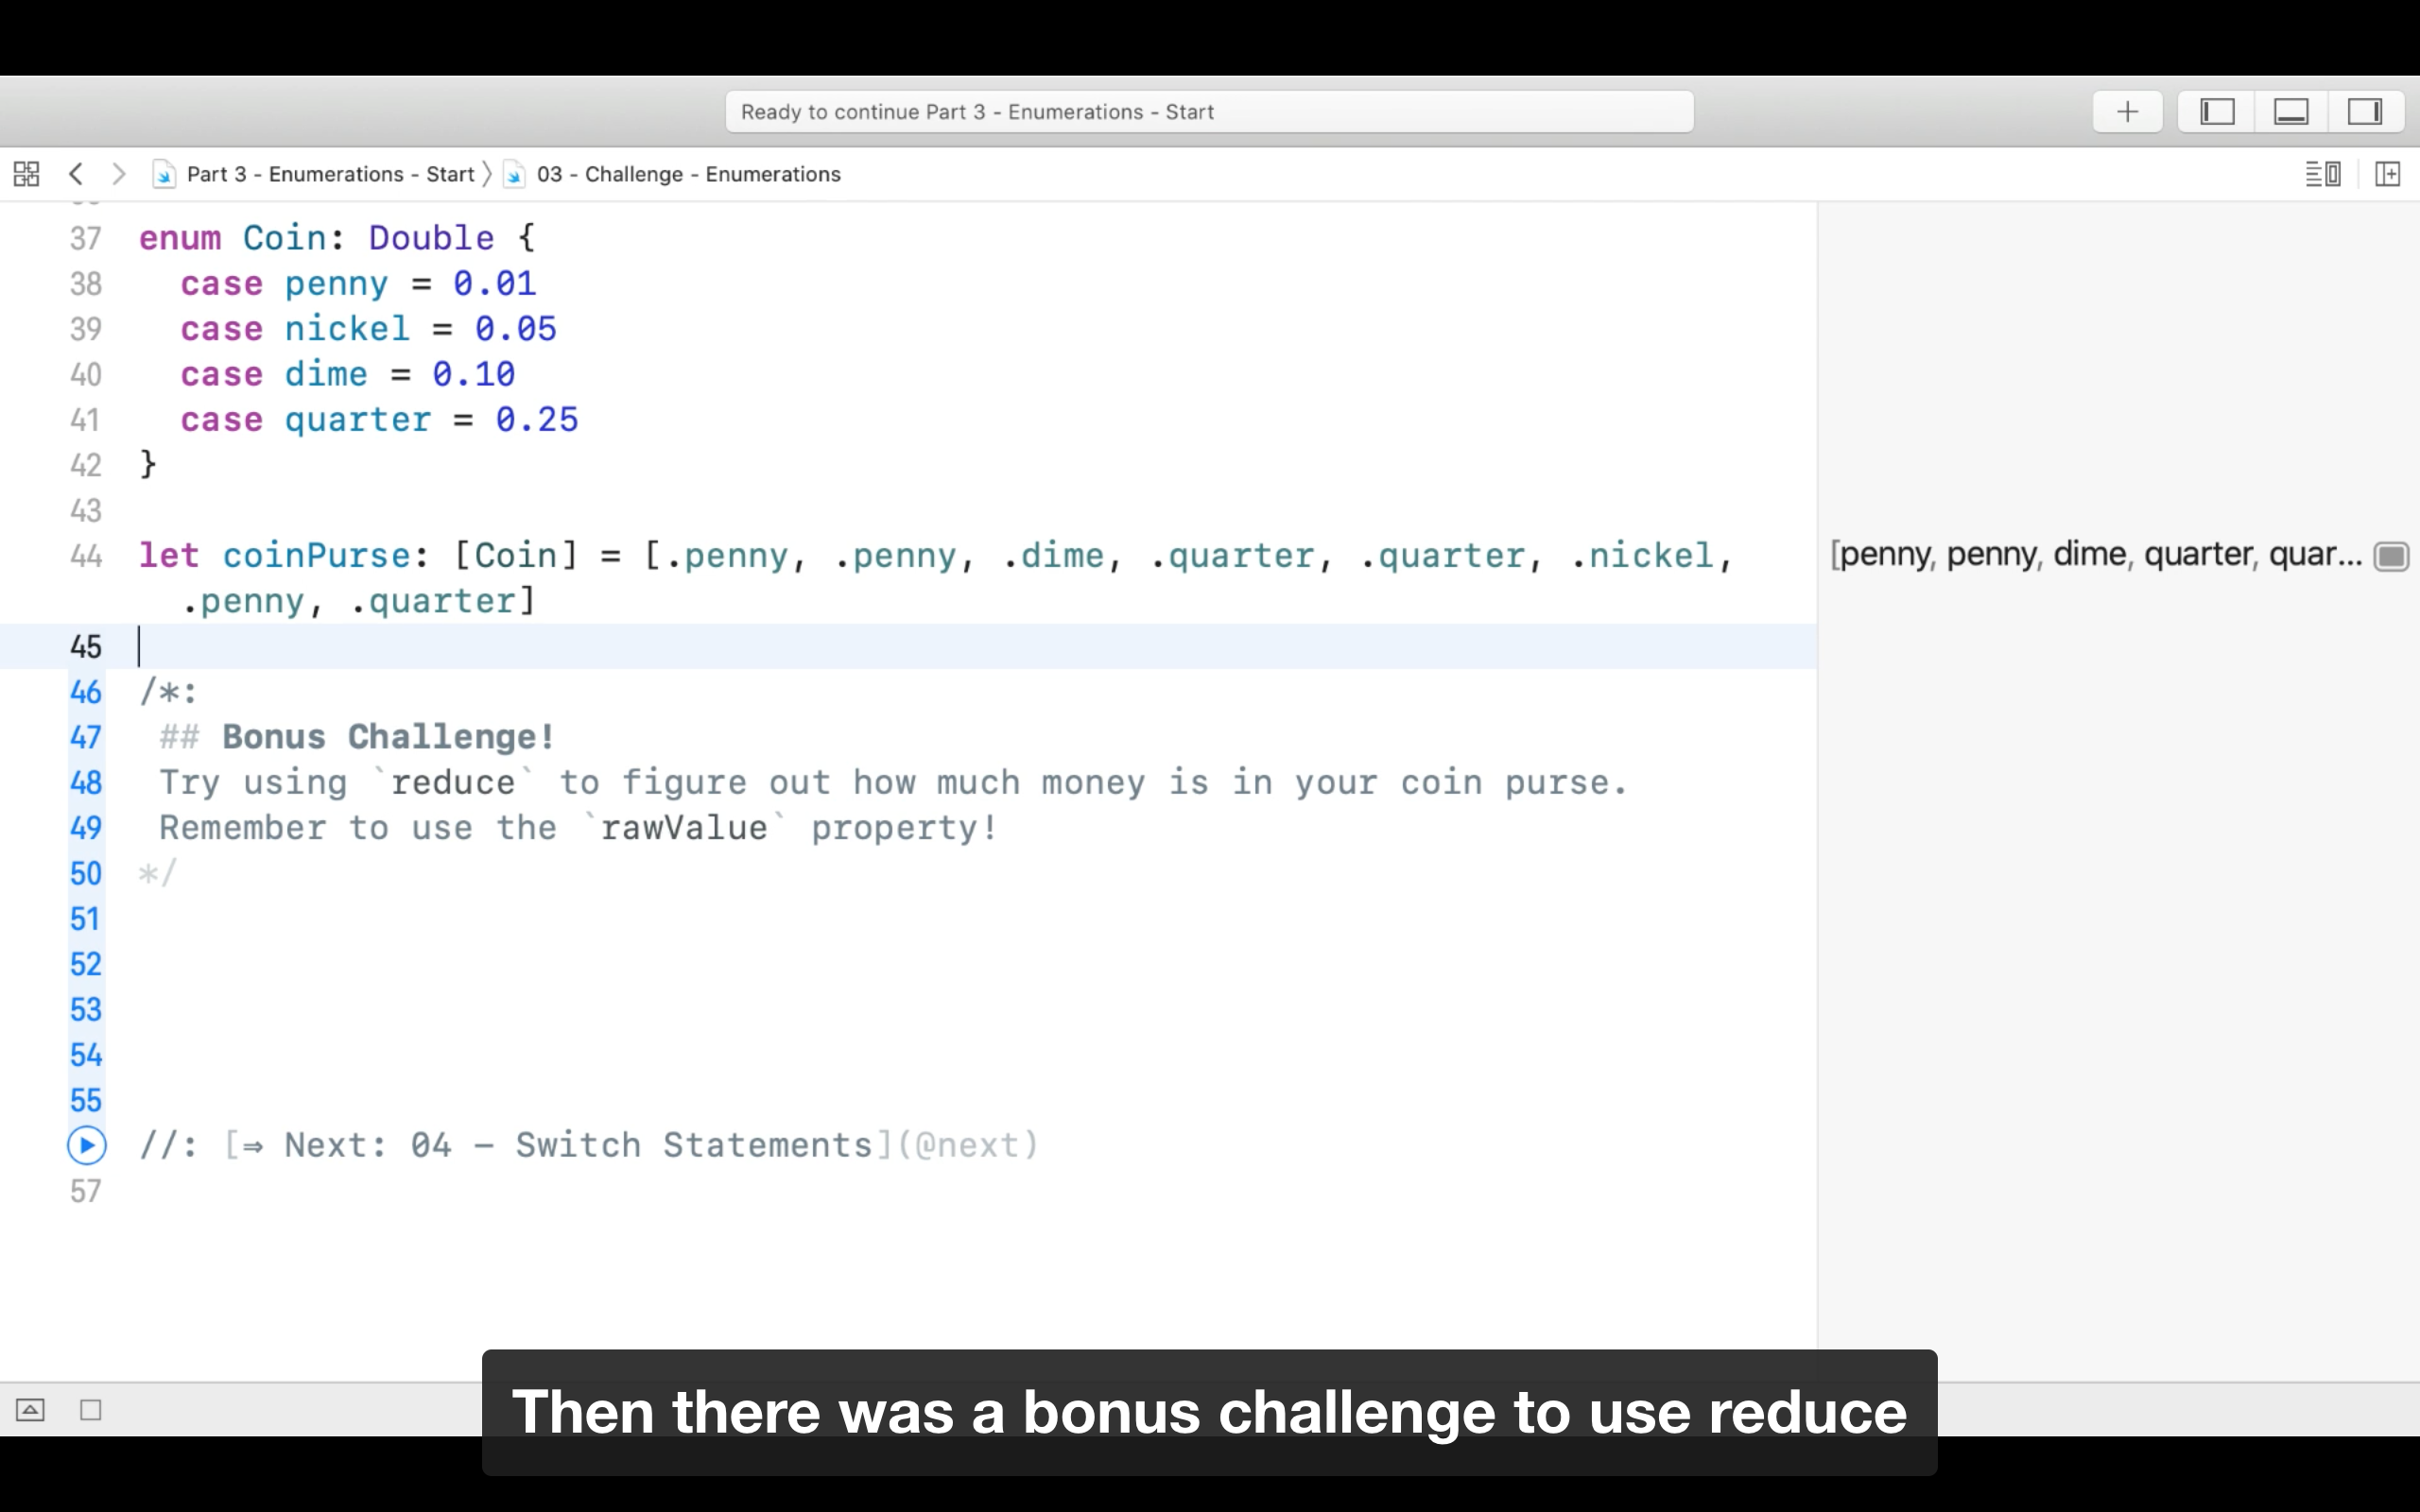 Ready to continue Part 3 - Enumerations - Start
Part 3 - Enumerations - Start 〉 03 - Challenge - Enumerations
37 enum Coin: Double {
38 case penny = 0.01
39 case nickel = 0.05
40 case dime = 0.10
41 case quarter = 0.25
42 }
43
44 let coinPurse: [Coin] = [.penny, .penny, .dime, .quarter, .quarter, .nickel,
.penny, .quarter]
[penny, penny, dime, quarter, quar...
45
46 /*:
47 ## Bonus Challenge!
48 Try using `reduce` to figure out how much money is in your coin purse.
49 Remember to use the `rawValue` property!
50 */
51
52
53
54
55
//: [⇒ Next: 04 - Switch Statements](@next)
57
Then there was a bonus challenge to use reduce